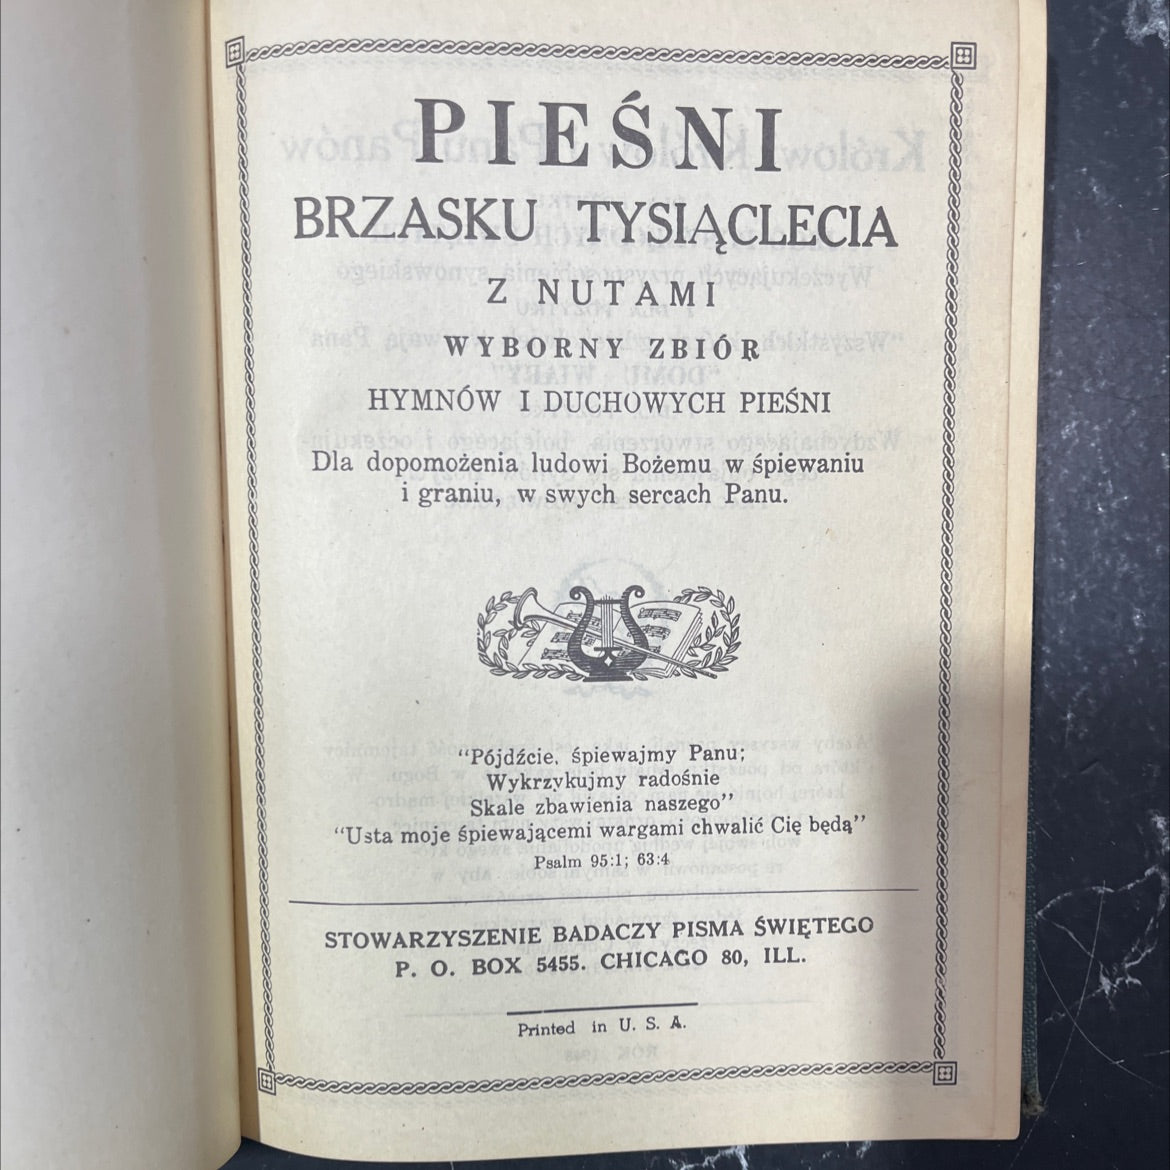 PIEŚNI
BRZASKU TYSIĄCLECIA
Z NUTAMI
WYBORNY ZBIÓR
HYMNÓW I DUCHOWYCH PIEŚNI
Dla dopomożenia ludowi Bożemu w śpiewaniu
i graniu, w swych sercach Panu.
“Pójdźcie, śpiewajmy Panu;
Wykrzykujmy radośnie
Skale zbawienia naszego”
“Usta moje śpiewającemi wargami chwalić Cię będą”
Psalm 95:1; 63:4
STOWARZYSZENIE BADACZY PISMA ŚWIĘTEGO
P. O. BOX 5455. CHICAGO 80, ILL.
Printed in U. S. A.